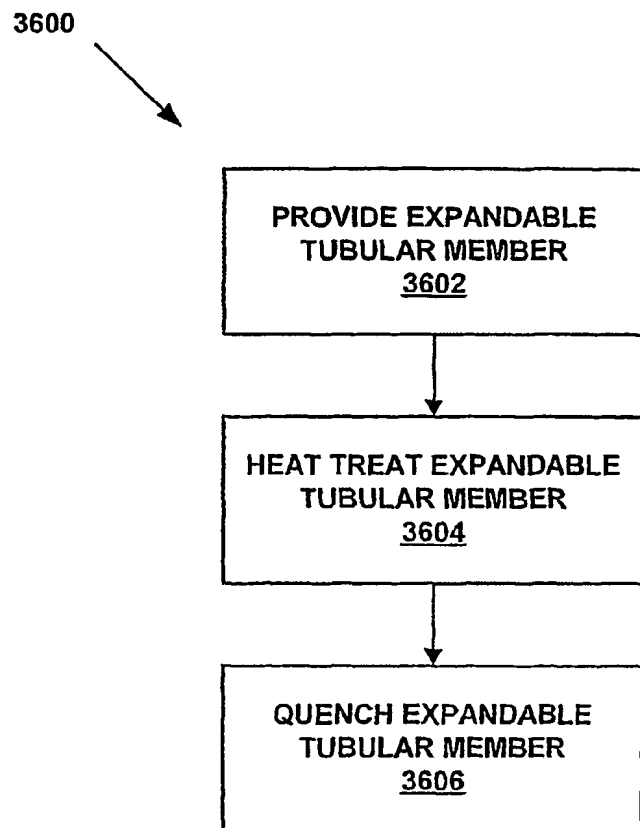 3600
PROVIDE EXPANDABLE
TUBULAR MEMBER
3602
HEAT TREAT EXPANDABLE
TUBULAR MEMBER
3604
QUENCH EXPANDABLE
TUBULAR MEMBER
3606